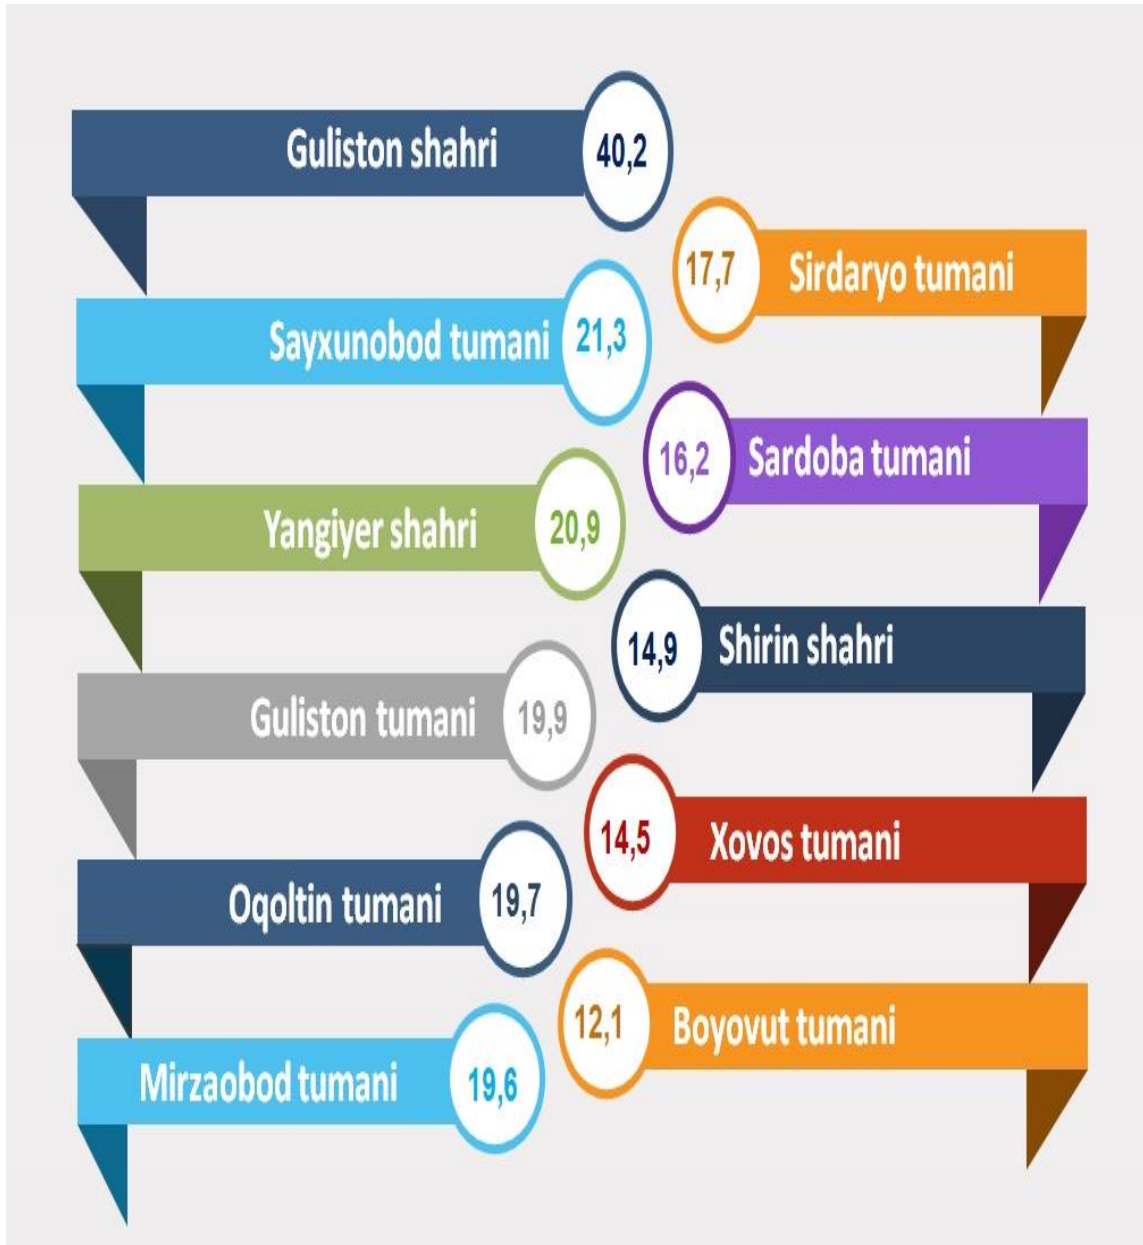 Guliston shahri 40,2
17,7 Sirdaryo tumani
Sayxunobod tumani 21,3
16,2 Sardoba tumani
Yangiyer shahri 20,9
14,9 Shirin shahri
Guliston tumani 19,9
14,5 Xovos tumani
Oqoltin tumani 19,7
12,1 Boyovut tumani
Mirzaobod tumani 19,6